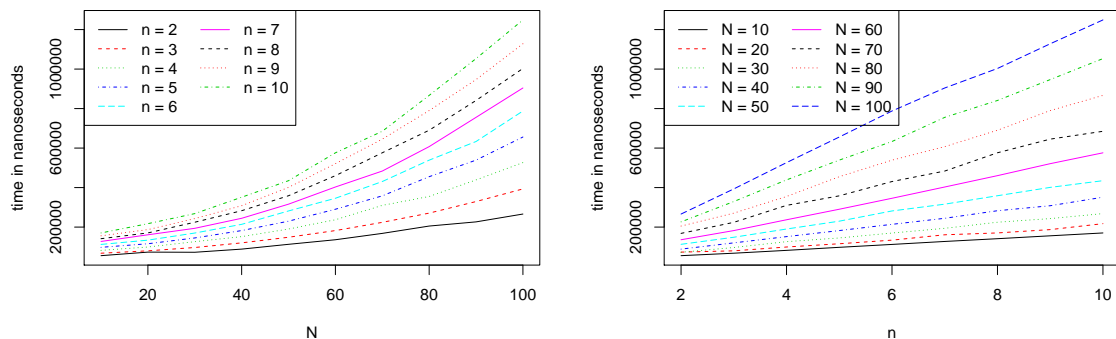 time in nanoseconds
200000
600000
1000000
n = 2
n = 3
n = 4
n = 5
n = 6
n = 7
n = 8
n = 9
n = 10
20 40 60 80 100
N
time in nanoseconds
200000
600000
1000000
N = 10
N = 20
N = 30
N = 40
N = 50
N = 60
N = 70
N = 80
N = 90
N = 100
2 4 6 8 10
n